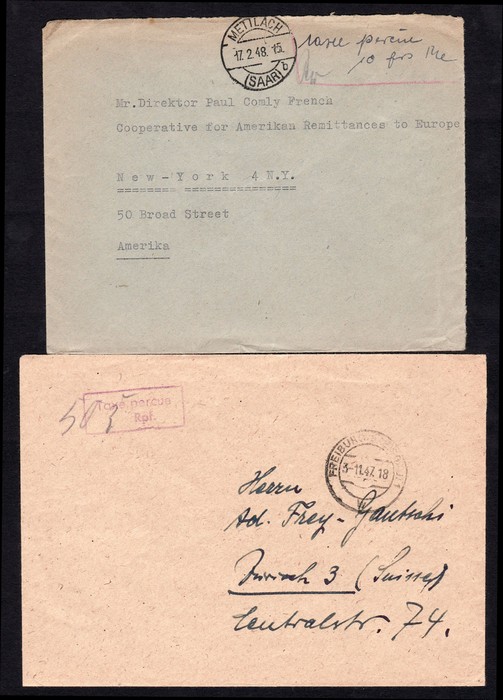 METTLACH
17.2.48.15.
(SAAR) b
taxe percue
10 frs
Mr.Direktor Paul Comly French
Cooperative for Amerikan Remittances to Europe
New-York 4 N.Y.
50 Broad Street
Amerika
Taxe percue
Rpf.
50
FREIBURG
3-11.47.18
Herrn
Ad. Frey-Gautschi
Zürich 3 (Suisse)
Centralstr. 74.